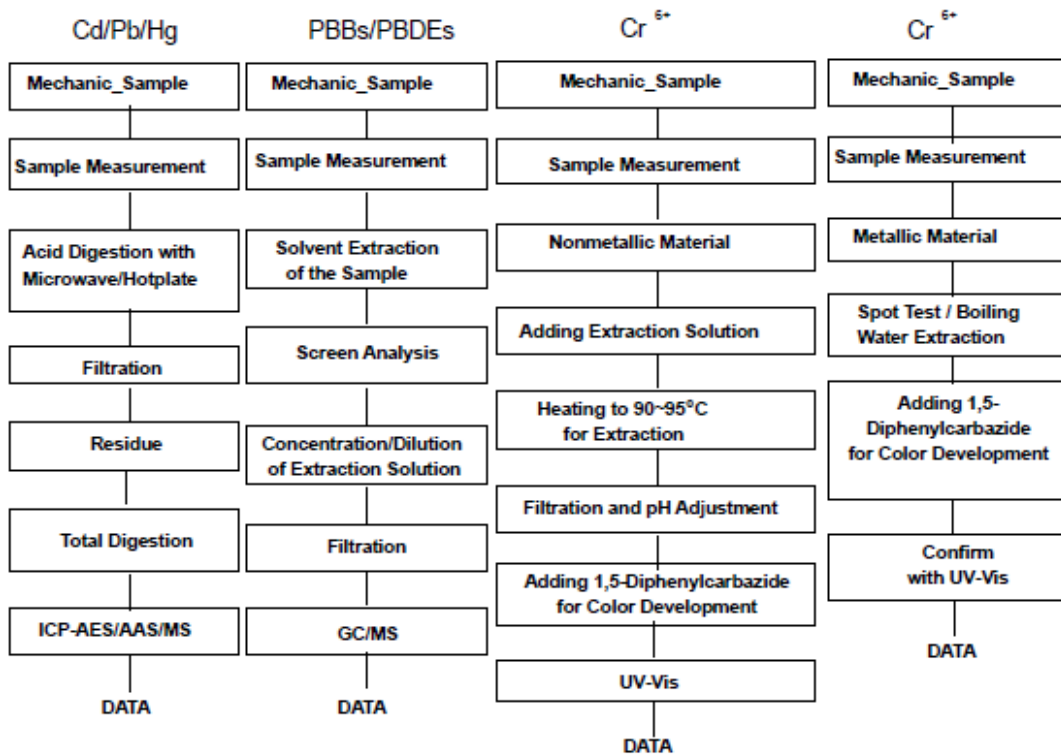 Cd/Pb/Hg
Mechanic_Sample
Sample Measurement
Acid Digestion with
Microwave/Hotplate
Filtration
Residue
Total Digestion
ICP-AES/AAS/MS
DATA
PBBs/PBDEs
Mechanic_Sample
Sample Measurement
Solvent Extraction
of the Sample
Screen Analysis
Concentration/Dilution
of Extraction Solution
Filtration
GC/MS
DATA
Cr 6+
Mechanic_Sample
Sample Measurement
Nonmetallic Material
Adding Extraction Solution
Heating to 90~95°C
for Extraction
Filtration and pH Adjustment
Adding 1,5-Diphenylcarbazide
for Color Development
UV-Vis
DATA
Cr 6+
Mechanic_Sample
Sample Measurement
Metallic Material
Spot Test / Boiling
Water Extraction
Adding 1,5-
Diphenylcarbazide
for Color Development
Confirm
with UV-Vis
DATA